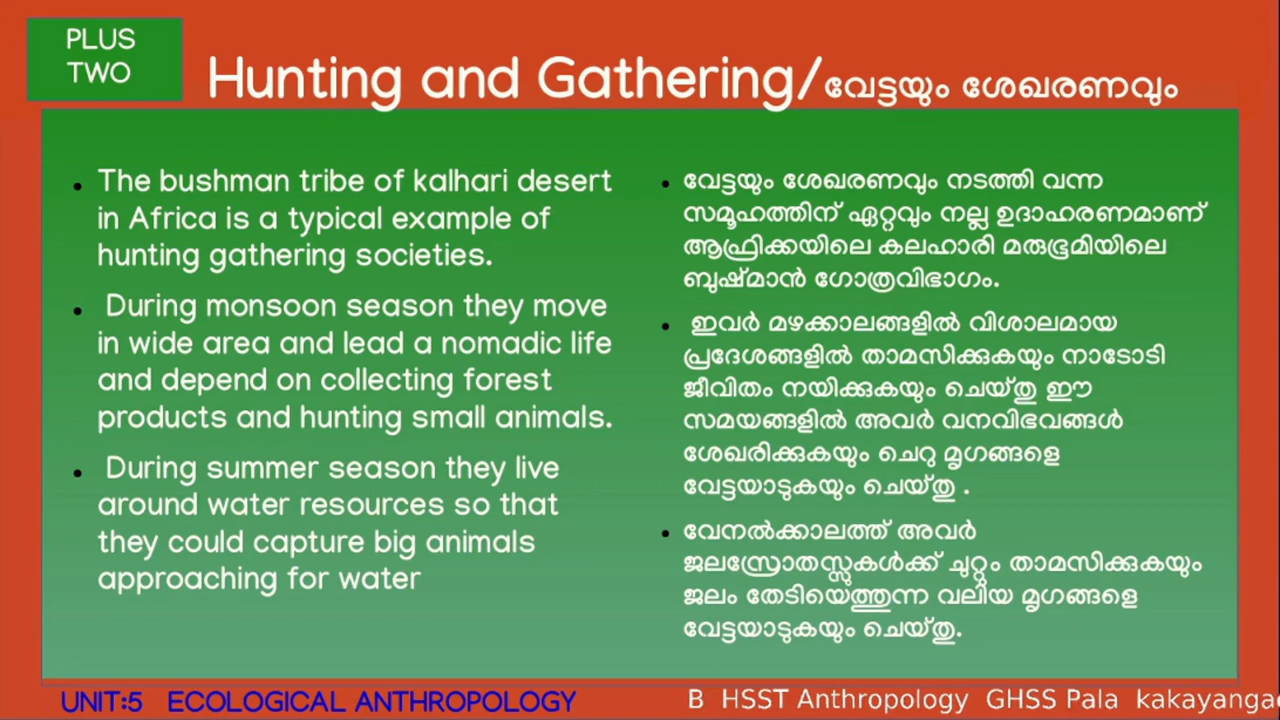 PLUS
TWO
Hunting and Gathering/വേട്ടയും ശേഖരണവും
The bushman tribe of kalhari desert
in Africa is a typical example of
hunting gathering societies.
During monsoon season they move
in wide area and lead a nomadic life
and depend on collecting forest
products and hunting small animals.
During summer season they live
around water resources so that
they could capture big animals
approaching for water
വേട്ടയും ശേഖരണവും നടത്തി വന്ന
സമൂഹത്തിന് ഏറ്റവും നല്ല ഉദാഹരണമാണ്
ആഫ്രിക്കയിലെ കലഹാരി മരുഭൂമിയിലെ
ബുഷ്മാൻ ഗോത്രവിഭാഗം.
ഇവർ മഴക്കാലങ്ങളിൽ വിശാലമായ
പ്രദേശങ്ങളിൽ താമസിക്കുകയും നാടോടി
ജീവിതം നയിക്കുകയും ചെയ്തു ഈ
സമയങ്ങളിൽ അവർ വനവിഭവങ്ങൾ
ശേഖരിക്കുകയും ചെറു മൃഗങ്ങളെ
വേട്ടയാടുകയും ചെയ്തു .
വേനൽക്കാലത്ത് അവർ
ജലസ്രോതസ്സുകൾക്ക് ചുറ്റും താമസിക്കുകയും
ജലം തേടിയെത്തുന്ന വലിയ മൃഗങ്ങളെ
വേട്ടയാടുകയും ചെയ്തു.
UNIT:5 ECOLOGICAL ANTHROPOLOGY
B HSST Anthropology GHSS Pala